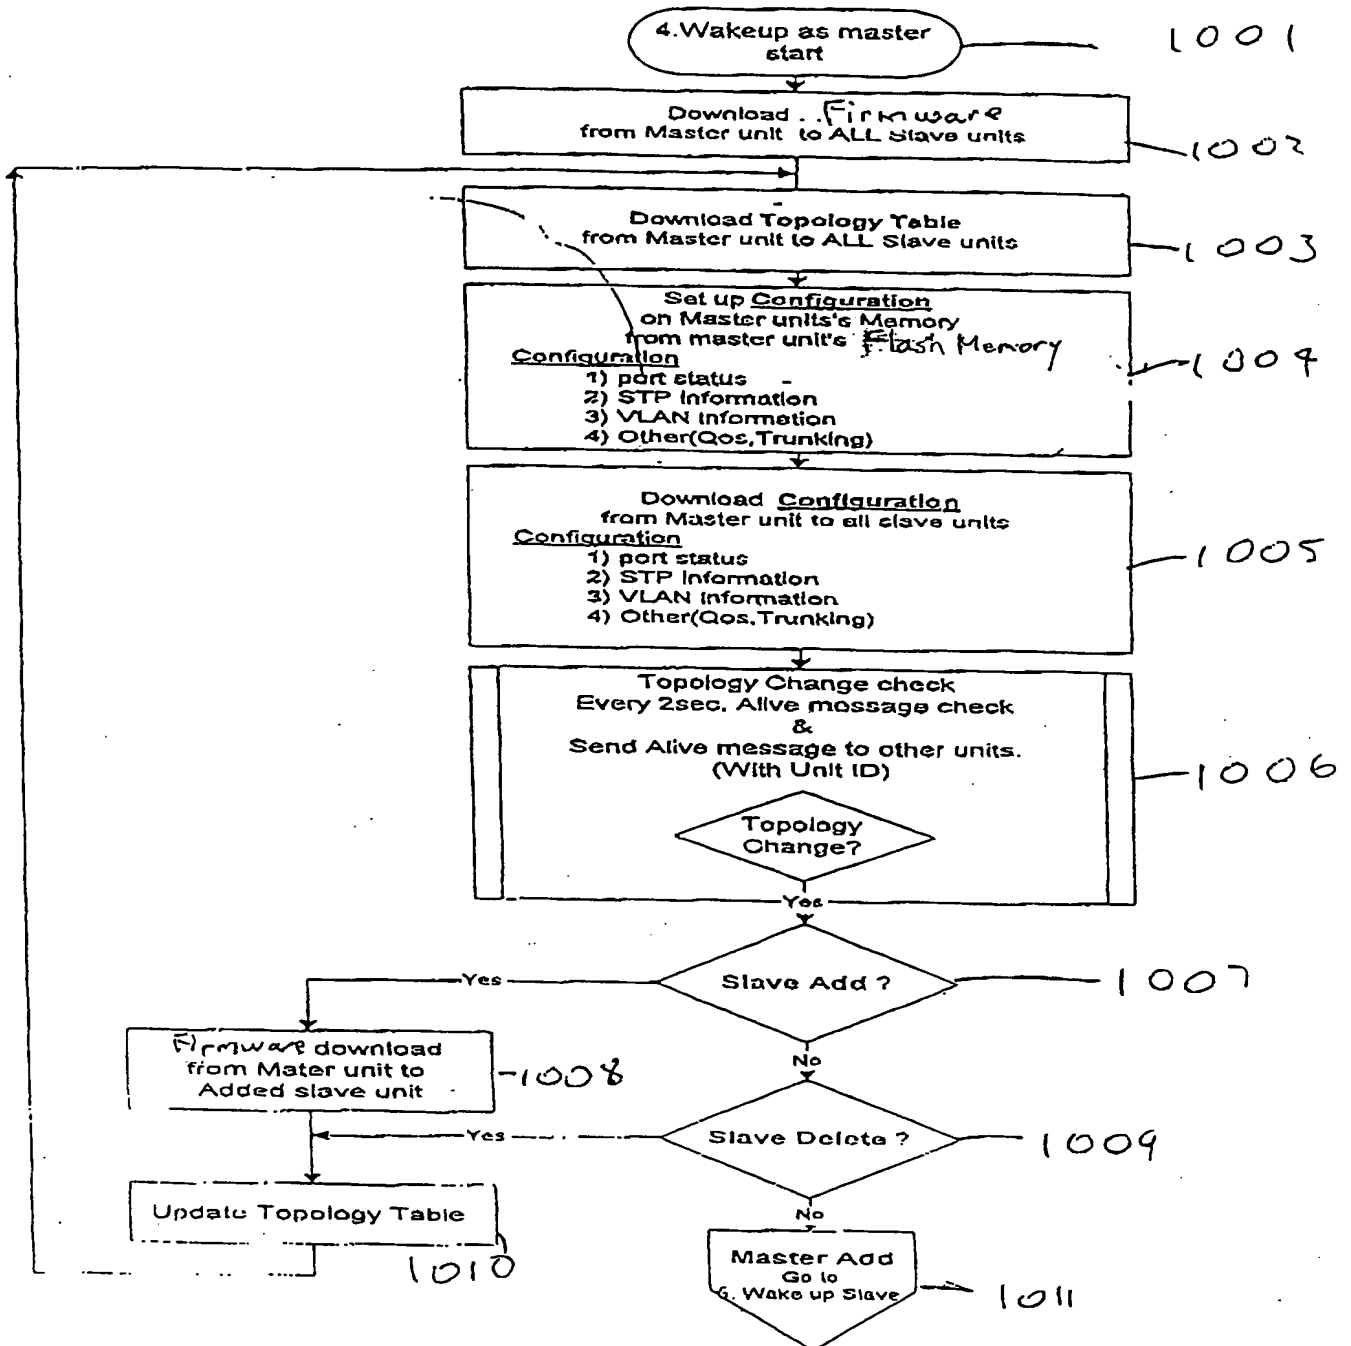 4.Wakeup as master
start
1001
Download .. Firmware
from Master unit to ALL Slave units
1002
Download Topology Table
from Master unit to ALL Slave units
1003
Set up Configuration
on Master units's Memory
from master unit's Flash Memory
Configuration
1) port status
2) STP Information
3) VLAN Information
4) Other(Qos,Trunking)
1004
Download Configuration
from Master unit to all slave units
Configuration
1) port status
2) STP Information
3) VLAN Information
4) Other(Qos,Trunking)
1005
Topology Change check
Every 2sec. Alive message check
&
Send Alive message to other units.
(With Unit ID)
1006
Topology
Change?
Yes
Slave Add ?
1007
Yes
No
Firmware download
from Mater unit to
Added slave unit
1008
Slave Delete ?
1009
Yes
No
Update Topology Table
1010
Master Add
Go to
6. Wake up Slave
1011